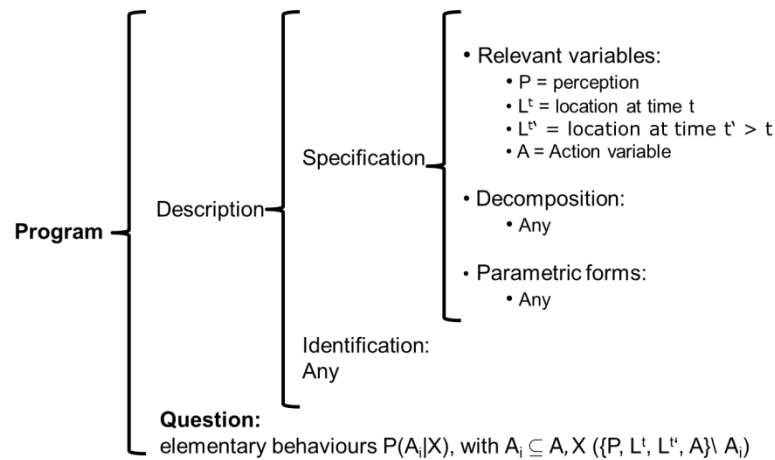 • Relevant variables:
• P = perception
• Lᵗ = location at time t
• Lᵗ' = location at time t' > t
• A = Action variable
Specification
• Decomposition:
• Any
Description
Program
• Parametric forms:
• Any
Identification:
Any
Question:
elementary behaviours P(Aᵢ|X), with Aᵢ ⊆ A, X ({P, Lᵗ, Lᵗ', A}\ Aᵢ)